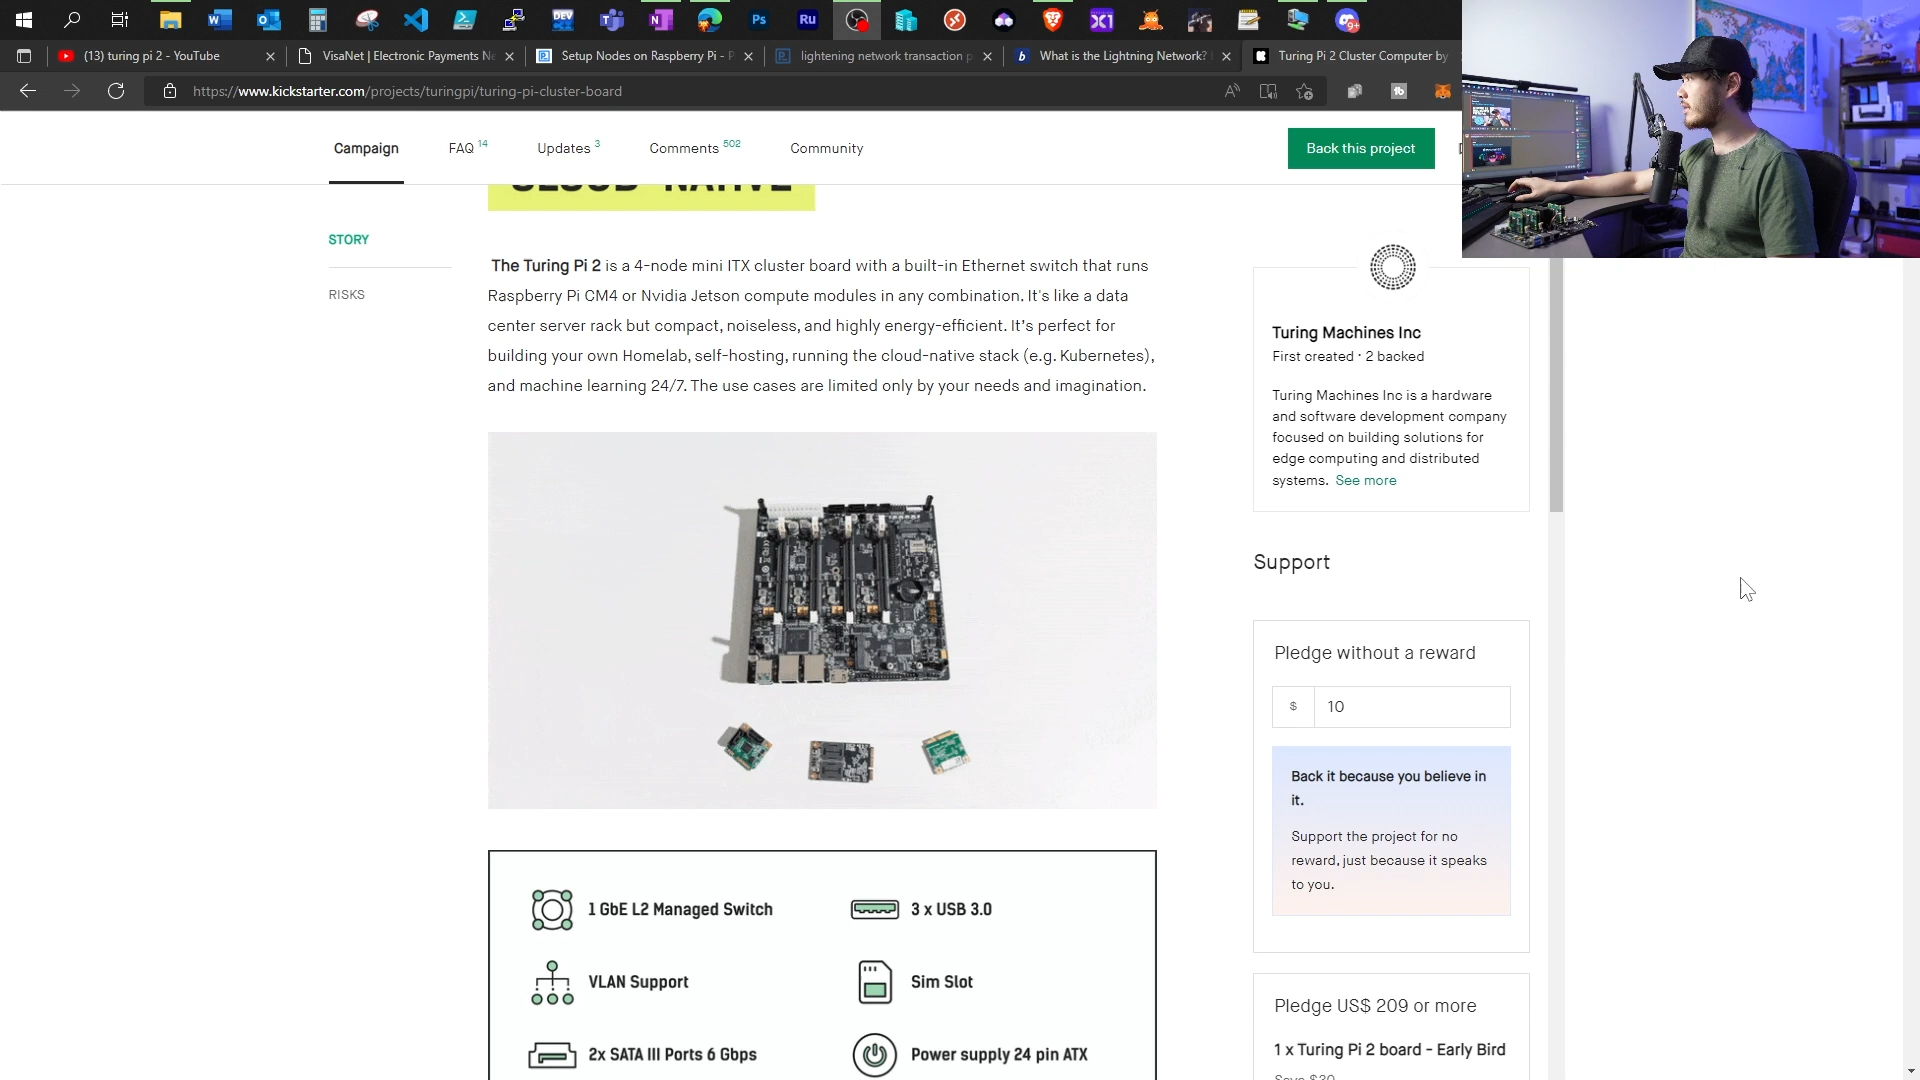 DEV
Ps
Ru
X1
9+
(13) turing pi 2 - YouTube
VisaNet | Electronic Payments Ne
Setup Nodes on Raspberry Pi - P
lightening network transaction p
b
What is the Lightning Network?
Turing Pi 2 Cluster Computer by
https://www.kickstarter.com/projects/turingpi/turing-pi-cluster-board
Campaign
FAQ 14
Updates 3
Comments 502
Community
Back this project
CLOUD NATIVE
STORY
RISKS
The Turing Pi 2 is a 4-node mini ITX cluster board with a built-in Ethernet switch that runs
Raspberry Pi CM4 or Nvidia Jetson compute modules in any combination. It's like a data
center server rack but compact, noiseless, and highly energy-efficient. It's perfect for
building your own Homelab, self-hosting, running the cloud-native stack (e.g. Kubernetes),
and machine learning 24/7. The use cases are limited only by your needs and imagination.
1 GbE L2 Managed Switch
3 x USB 3.0
VLAN Support
Sim Slot
2x SATA III Ports 6 Gbps
Power supply 24 pin ATX
Turing Machines Inc
First created · 2 backed
Turing Machines Inc is a hardware
and software development company
focused on building solutions for
edge computing and distributed
systems. See more
Support
Pledge without a reward
$ 10
Back it because you believe in
it.
Support the project for no
reward, just because it speaks
to you.
Pledge US$ 209 or more
1 x Turing Pi 2 board - Early Bird
Save $30